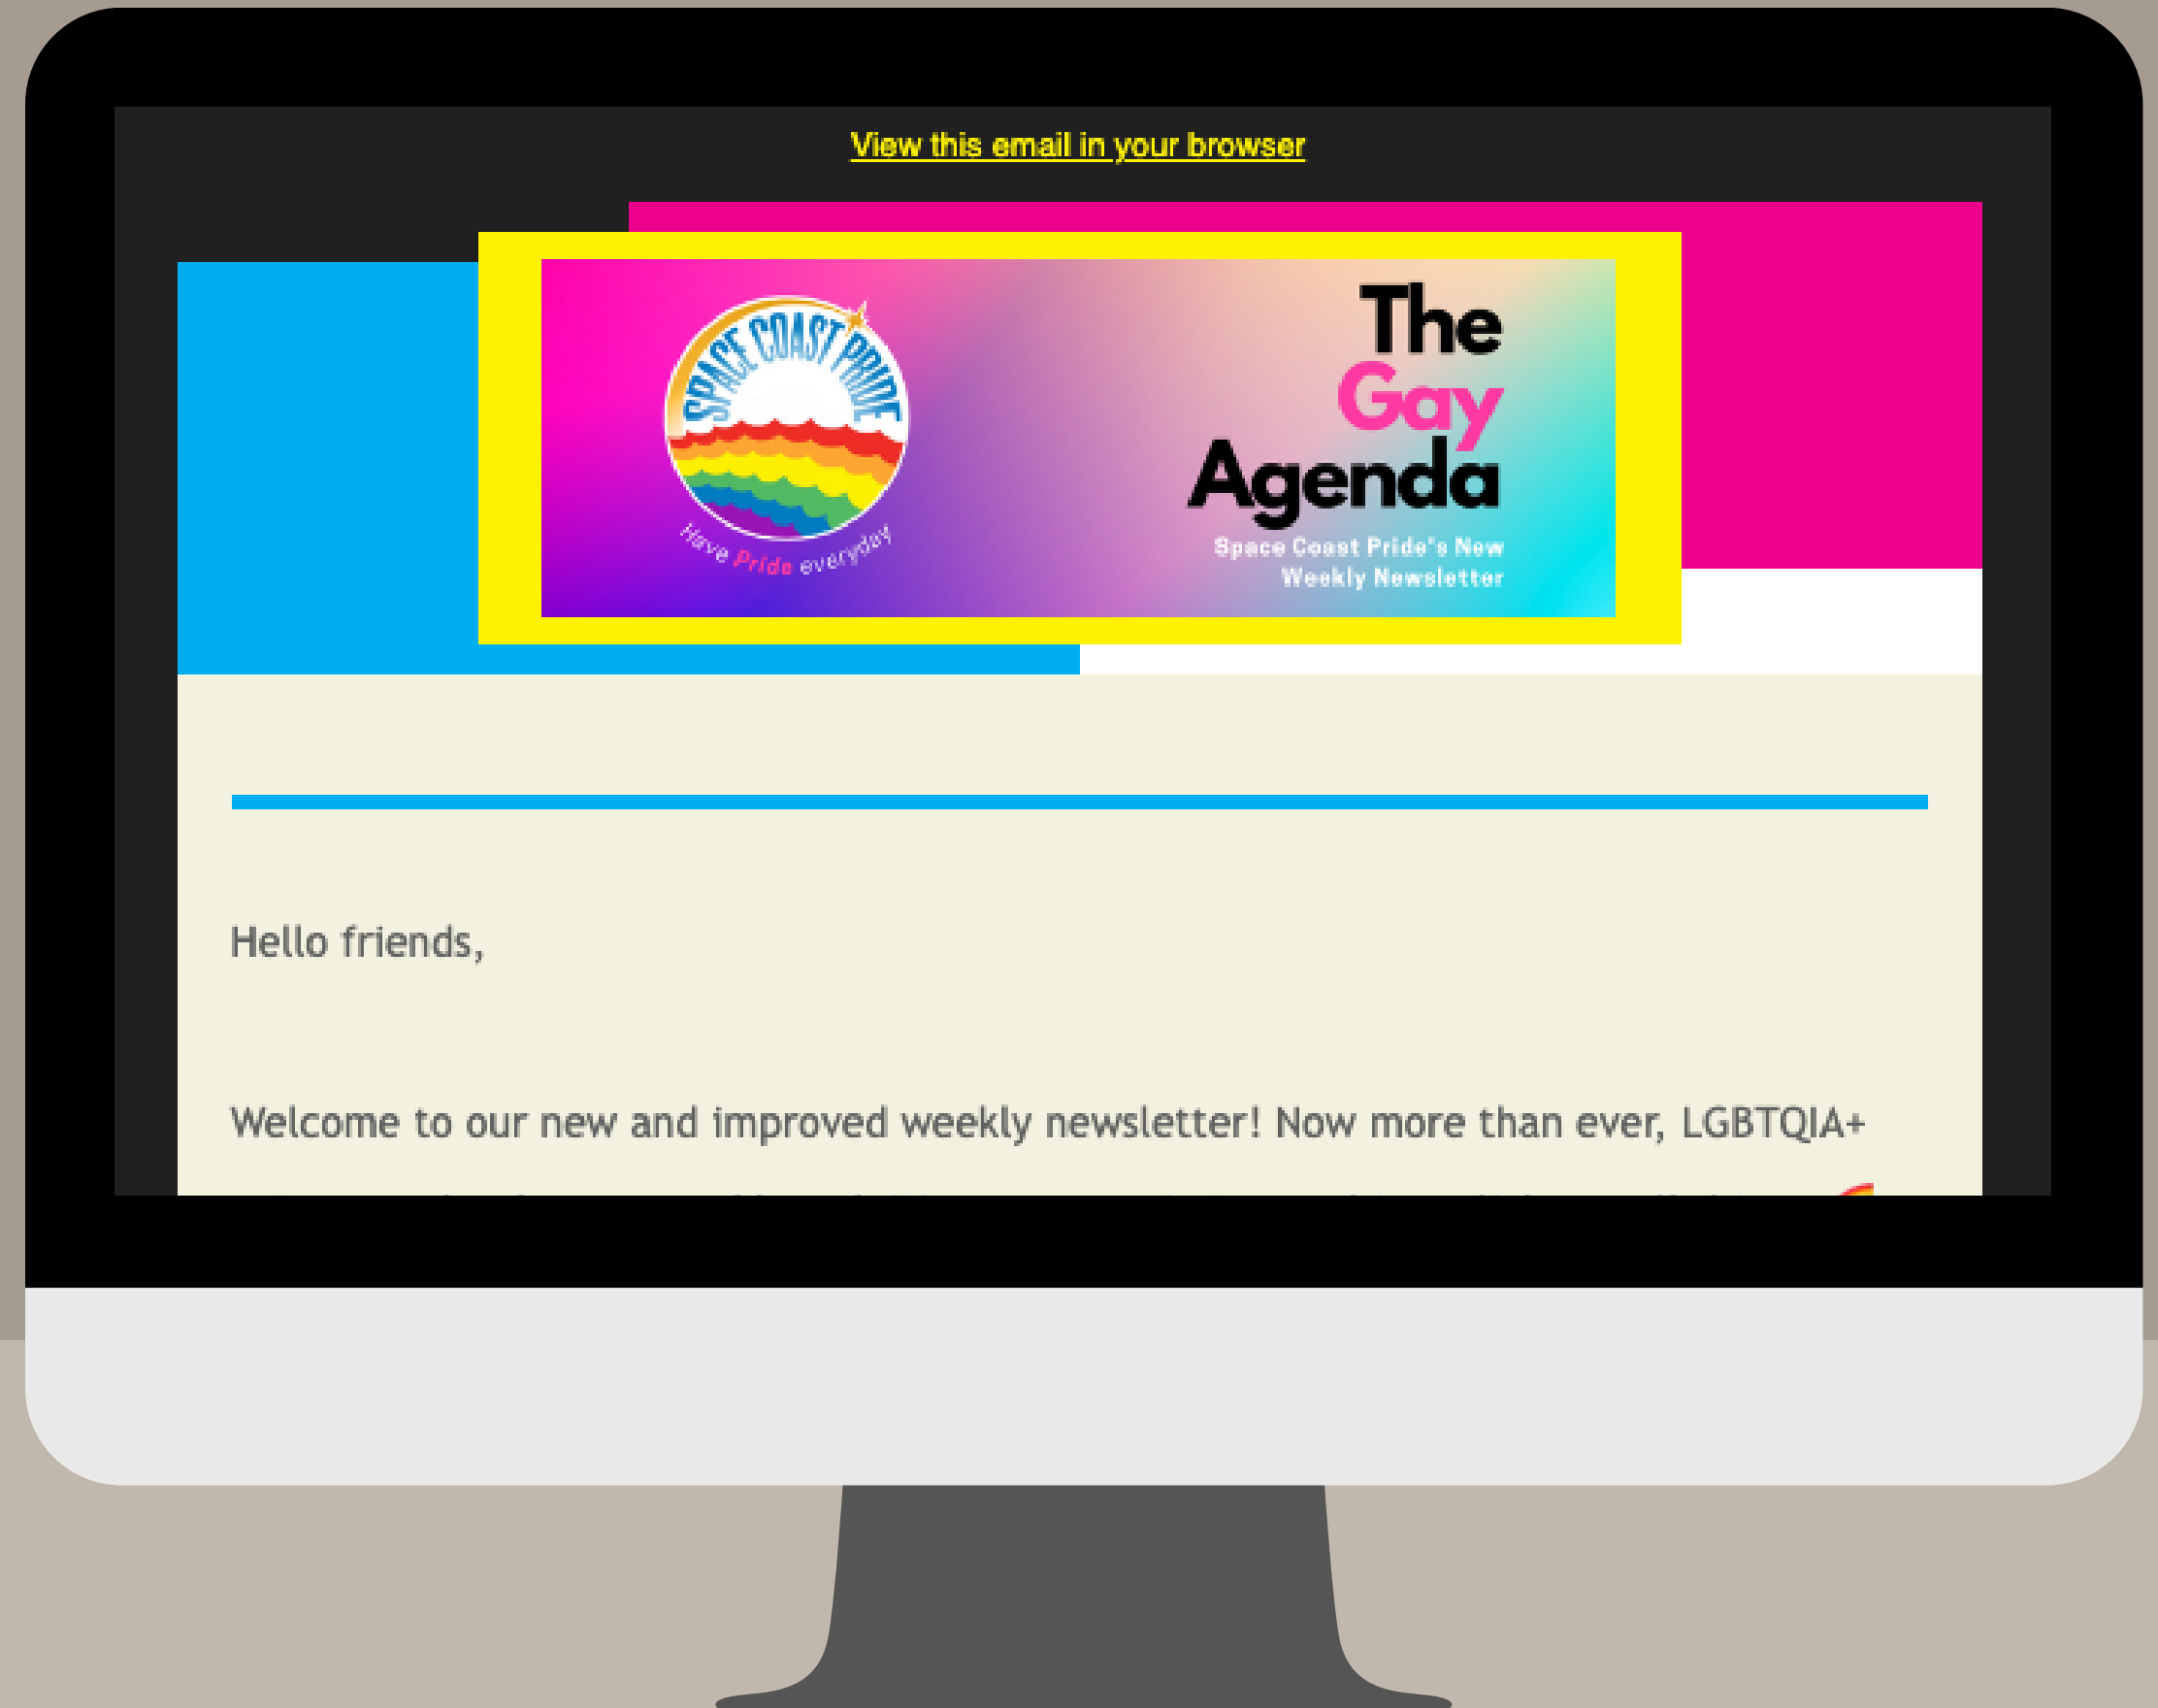 View this email in your browser
SPACE COAST PRIDE
Have Pride everyday
The
Gay
Agenda
Space Coast Pride's New
Weekly Newsletter
Hello friends,
Welcome to our new and improved weekly newsletter! Now more than ever, LGBTQIA+